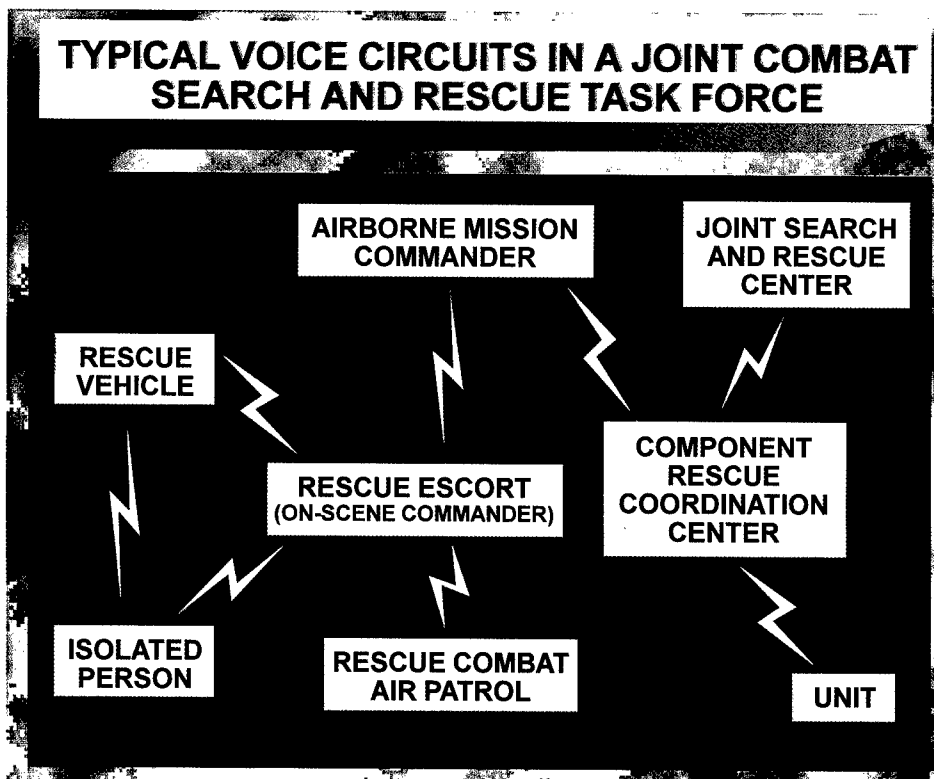 TYPICAL VOICE CIRCUITS IN A JOINT COMBAT
SEARCH AND RESCUE TASK FORCE
AIRBORNE MISSION
COMMANDER
JOINT SEARCH
AND RESCUE
CENTER
RESCUE
VEHICLE
COMPONENT
RESCUE
COORDINATION
CENTER
RESCUE ESCORT
(ON-SCENE COMMANDER)
ISOLATED
PERSON
RESCUE COMBAT
AIR PATROL
UNIT